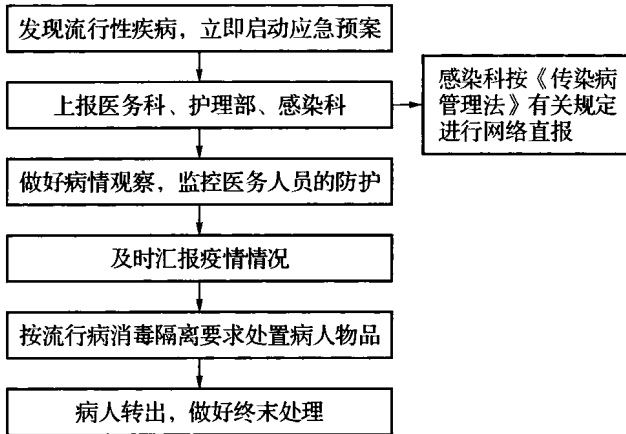 发现流行性疾病，立即启动应急预案
上报医务科、护理部、感染科
感染科按《传染病
管理法》有关规定
进行网络直报
做好病情观察，监控医务人员的防护
及时汇报疫情情况
按流行病消毒隔离要求处置病人物品
病人转出，做好终末处理